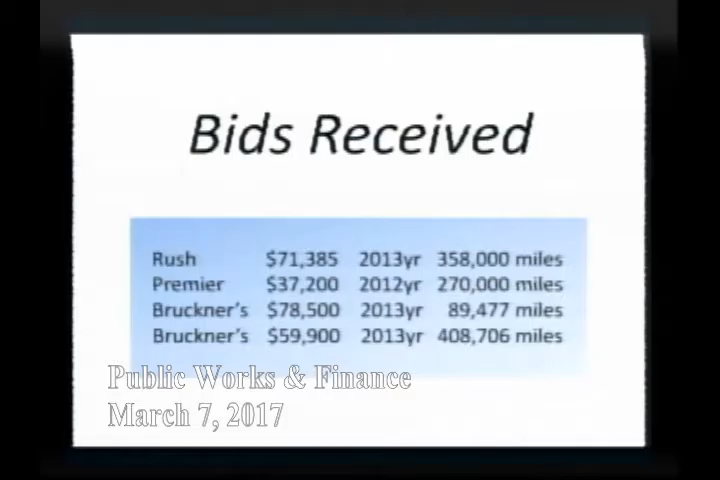 Bids Received
Rush $71,385 2013yr 358,000 miles
Premier $37,200 2012yr 270,000 miles
Bruckner's $78,500 2013yr 89,477 miles
Bruckner's $59,900 2013yr 408,706 miles
Public Works & Finance
March 7, 2017